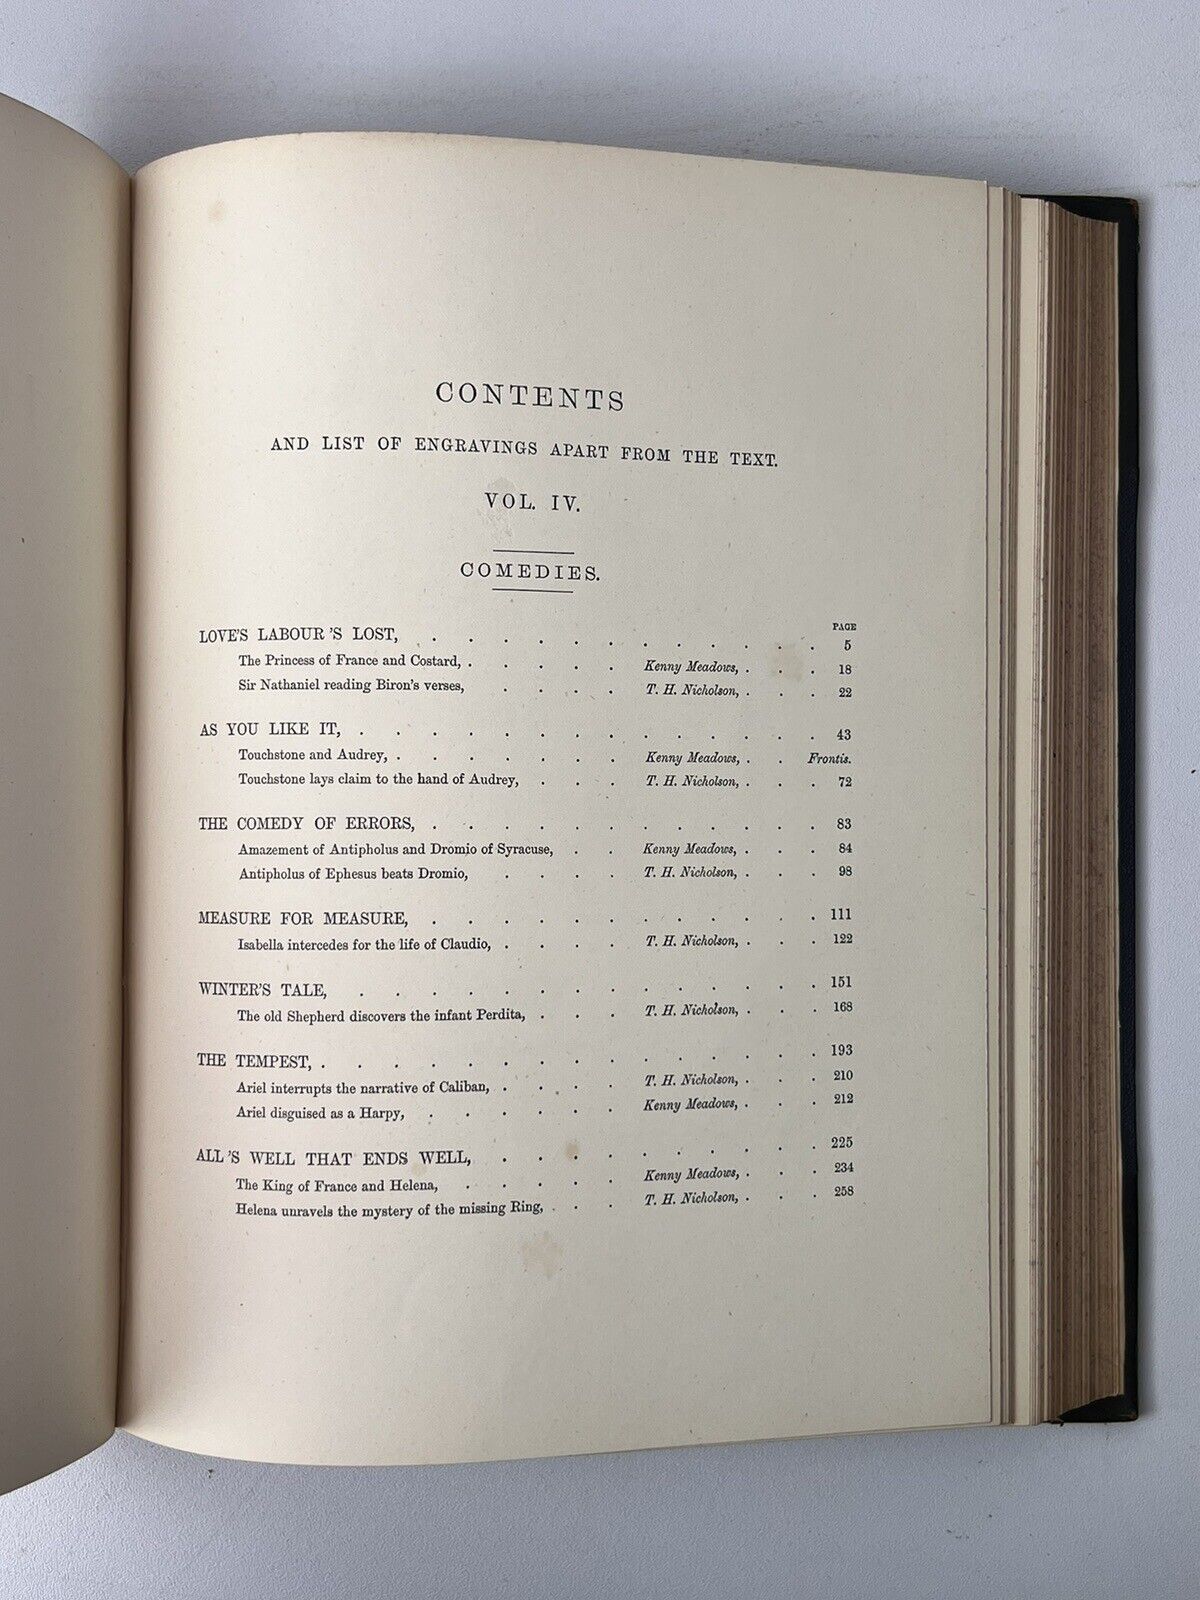 CONTENTS
AND LIST OF ENGRAVINGS APART FROM THE TEXT.
VOL. IV.
COMEDIES.
PAGE
LOVE'S LABOUR 'S LOST, . . . . . . . . . . . 5
The Princess of France and Costard, . . . . . Kenny Meadows, . . . 18
Sir Nathaniel reading Biron's verses, . . . . T. H. Nicholson, . . . 22
AS YOU LIKE IT, . . . . . . . . . . . . 43
Touchstone and Audrey, . . . . . . . Kenny Meadows, . . Frontis.
Touchstone lays claim to the hand of Audrey, . . . T. H. Nicholson, . . . 72
THE COMEDY OF ERRORS, . . . . . . . . . . . 83
Amazement of Antipholus and Dromio of Syracuse, . . Kenny Meadows, . . . 84
Antipholus of Ephesus beats Dromio, . . . . T. H. Nicholson, . . . 98
MEASURE FOR MEASURE, . . . . . . . . . . . 111
Isabella intercedes for the life of Claudio, . . . . T. H. Nicholson, . . . 122
WINTER'S TALE, . . . . . . . . . . . . 151
The old Shepherd discovers the infant Perdita, . . . T. H. Nicholson, . . . 168
THE TEMPEST, . . . . . . . . . . . . . 193
Ariel interrupts the narrative of Caliban, . . . . T. H. Nicholson, . . . 210
Ariel disguised as a Harpy, . . . . . . Kenny Meadows, . . . 212
ALL 'S WELL THAT ENDS WELL, . . . . . . . . . . 225
The King of France and Helena, . . . . . Kenny Meadows, . . . 234
Helena unravels the mystery of the missing Ring, . . . T. H. Nicholson, . . . 258